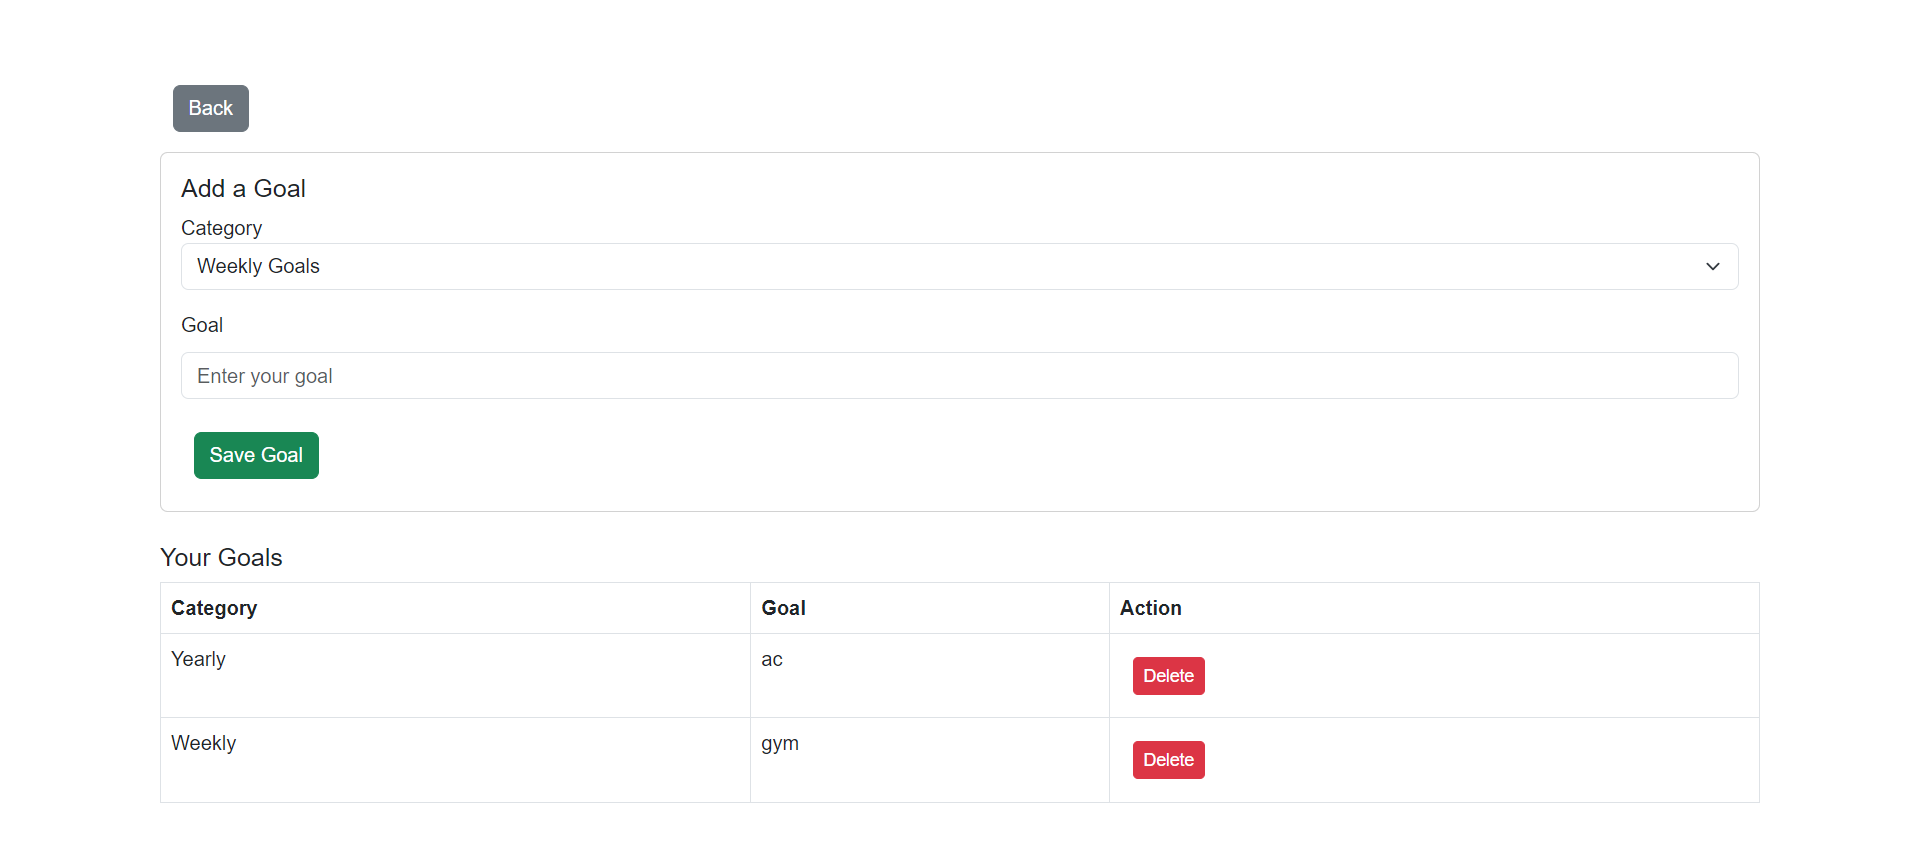 Back
Add a Goal
Category
Weekly Goals
Goal
Enter your goal
Save Goal
Your Goals
Category Goal Action
Yearly ac Delete
Weekly gym Delete